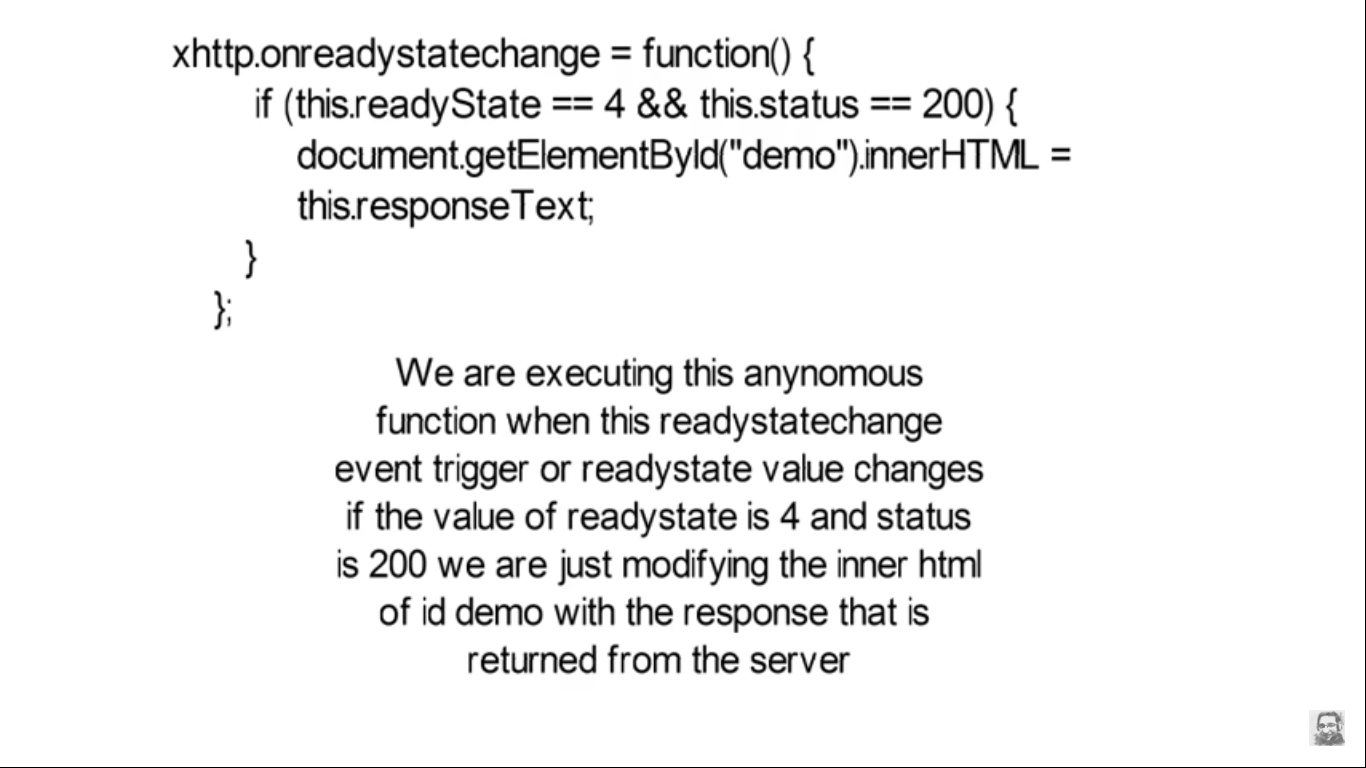 xhttp.onreadystatechange = function() {
if (this.readyState == 4 && this.status == 200) {
document.getElementById("demo").innerHTML =
this.responseText;
}
};
We are executing this anynomous
function when this readystatechange
event trigger or readystate value changes
if the value of readystate is 4 and status
is 200 we are just modifying the inner html
of id demo with the response that is
returned from the server